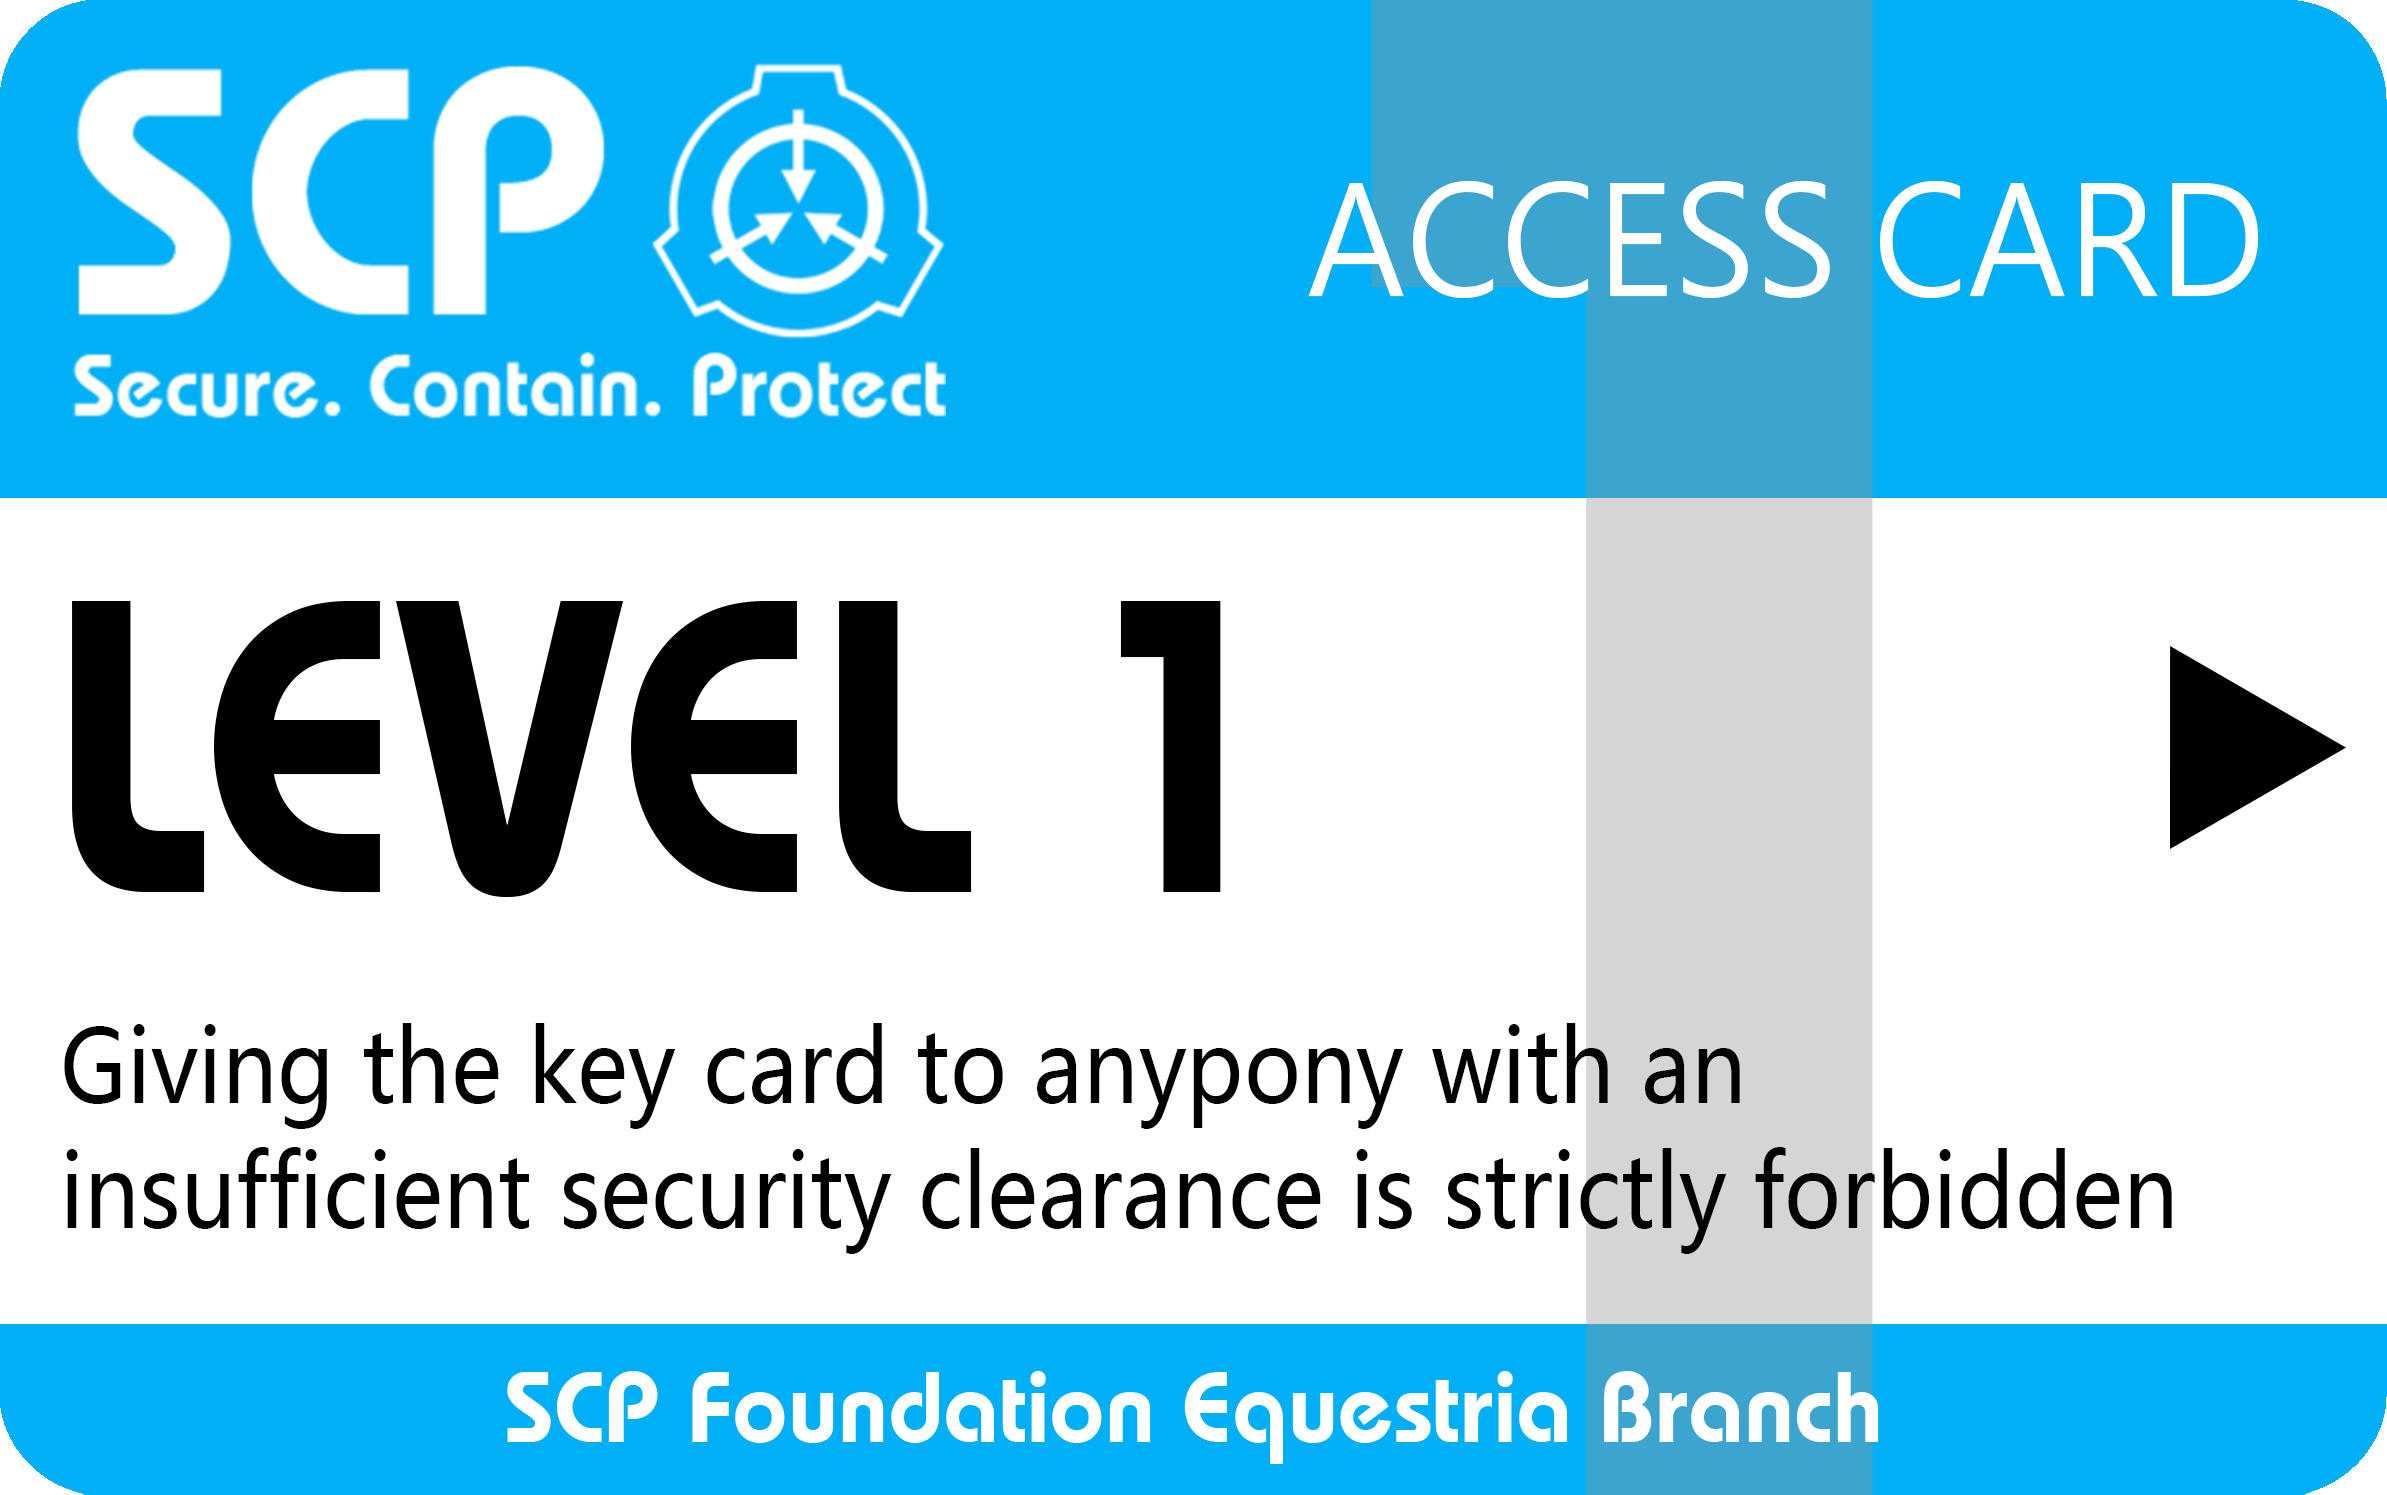 SCP
Secure. Contain. Protect
ACCESS CARD
LEVEL 1
Giving the key card to anypony with an
insufficient security clearance is strictly forbidden
SCP Foundation Equestria Branch